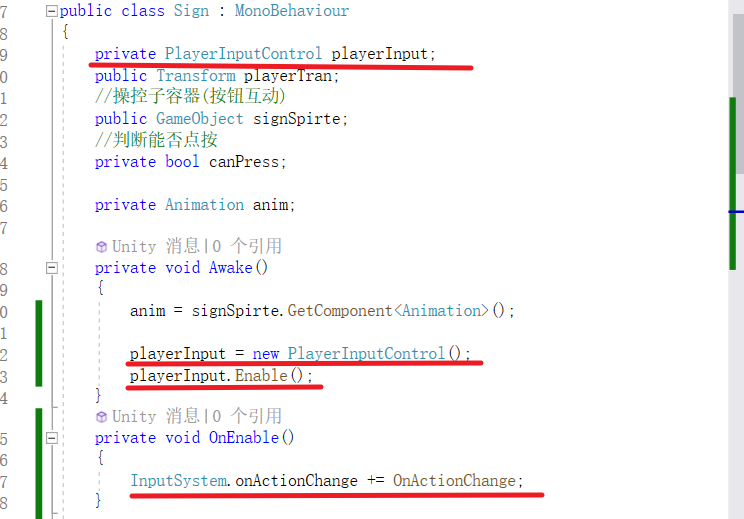 7 public class Sign : MonoBehaviour
8 {
9 private PlayerInputControl playerInput;
0 public Transform playerTran;
1 //操控子容器(按钮互动)
2 public GameObject signSpirte;
3 //判断能否点按
4 private bool canPress;
5
6 private Animation anim;
7
Unity 消息|0 个引用
8 private void Awake()
9 {
0 anim = signSpirte.GetComponent<Animation>();
1
2 playerInput = new PlayerInputControl();
3 playerInput.Enable();
4 }
Unity 消息|0 个引用
5 private void OnEnable()
6 {
7 InputSystem.onActionChange += OnActionChange;
8 }